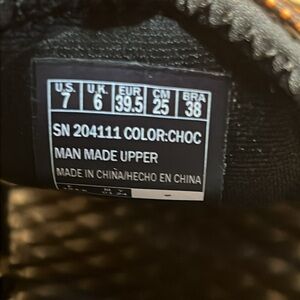 U.S. U.K. EUR CM BRA
7 6 39.5 25 38
SN 204111 COLOR:CHOC
MAN MADE UPPER
MADE IN CHINA/HECHO EN CHINA